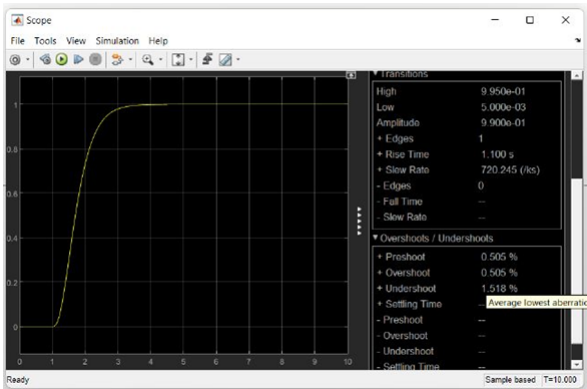 Scope
File Tools View Simulation Help
Transitions
High 9.950e-01
Low 5.000e-03
Amplitude 9.900e-01
+ Edges 1
+ Rise Time 1.100 s
+ Slew Rate 720.245 (/ks)
- Edges 0
- Fall Time --
- Slew Rate --
Overshoots / Undershoots
+ Preshoot 0.505 %
+ Overshoot 0.505 %
+ Undershoot 1.518 %
+ Settling Time --
Average lowest aberratic
- Preshoot --
- Overshoot --
- Undershoot --
- Settling Time --
1
0.8
0.6
0.4
0.2
0
0 1 2 3 4 5 6 7 8 9 10
Ready Sample based T=10.000